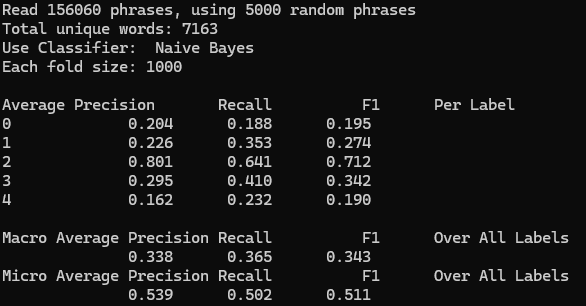 Read 156060 phrases, using 5000 random phrases
Total unique words: 7163
Use Classifier:  Naive Bayes
Each fold size: 1000
Average Precision       Recall          F1      Per Label
0             0.204      0.188      0.195
1             0.226      0.353      0.274
2             0.801      0.641      0.712
3             0.295      0.410      0.342
4             0.162      0.232      0.190
Macro Average Precision Recall          F1      Over All Labels
              0.338      0.365      0.343
Micro Average Precision Recall          F1      Over All Labels
              0.539      0.502      0.511